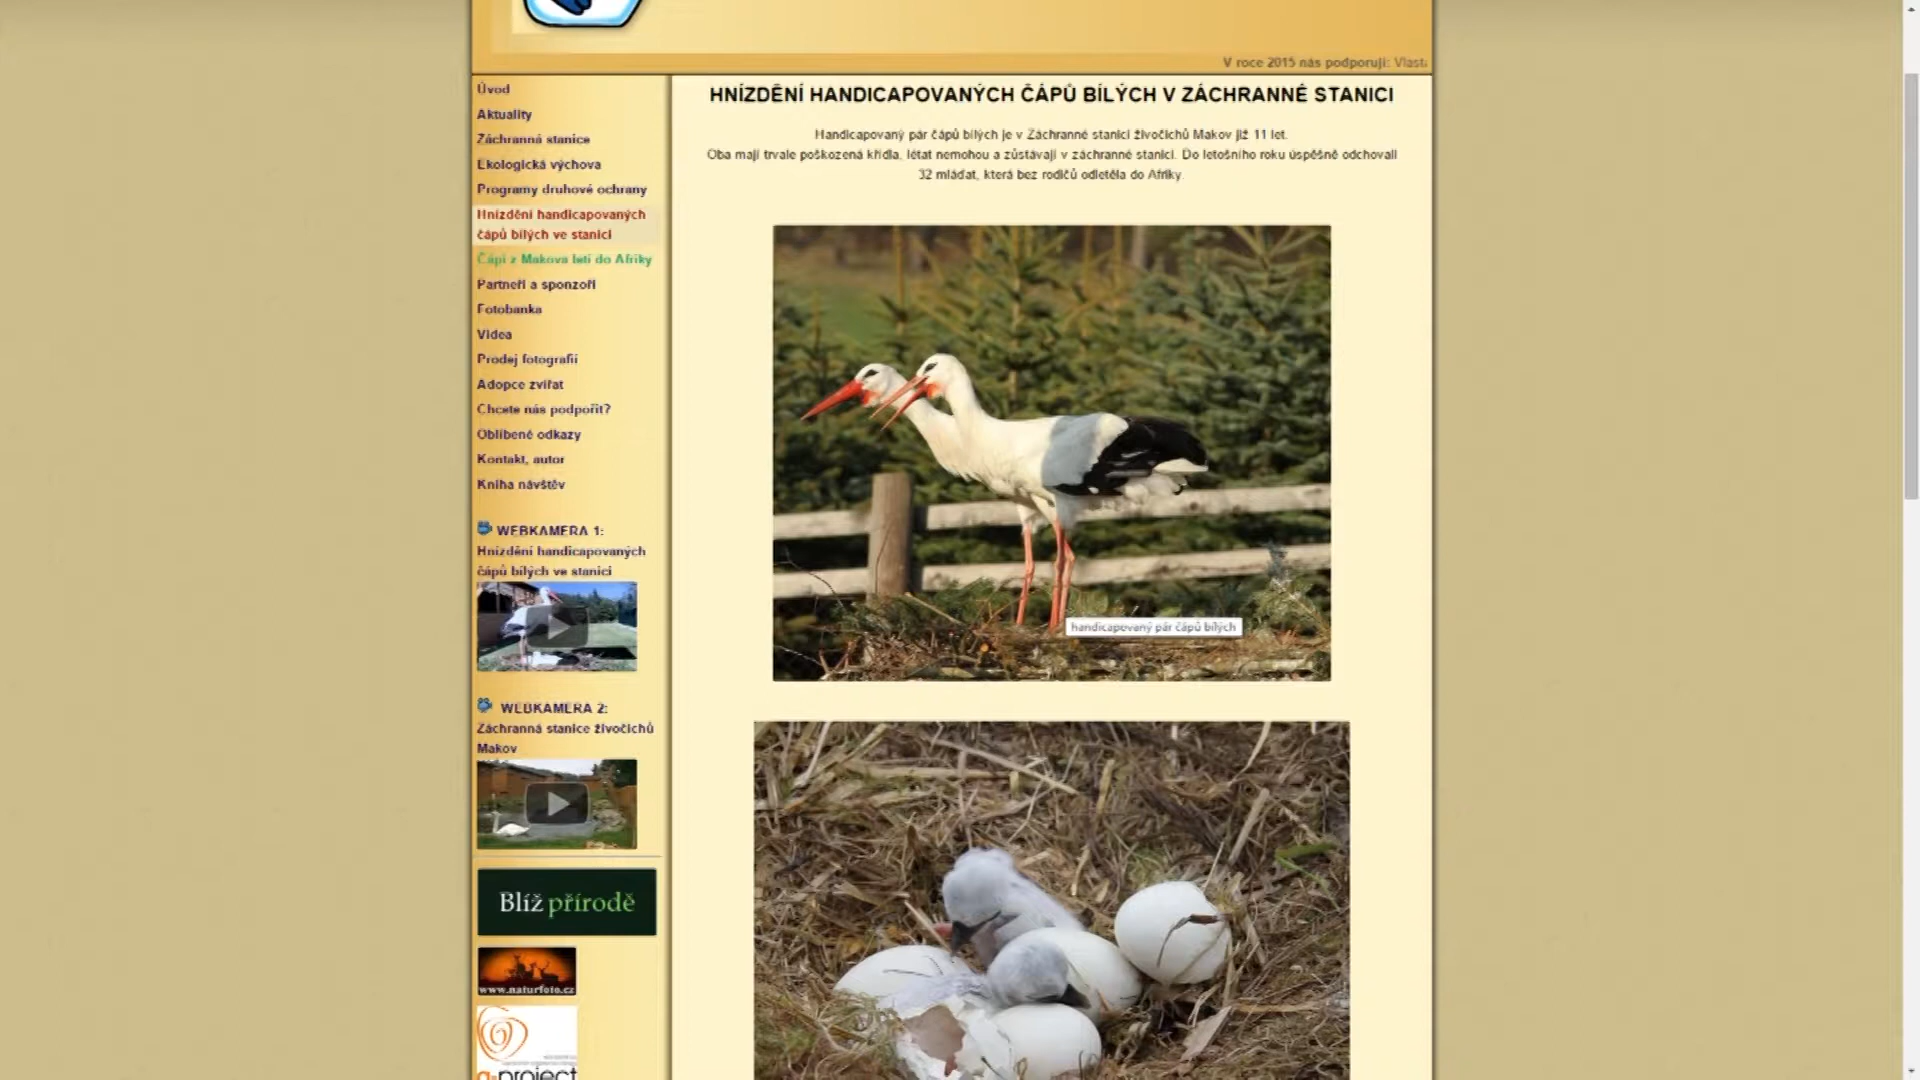 V roce 2015 nás podporují: Vlasta
Úvod
Aktuality
Záchranná stanice
Ekologická výchova
Programy druhové ochrany
Hnízdění handicapovaných
čápů bílých ve stanici
Čápi z Makova letí do Afriky
Partneři a sponzoři
Fotobanka
Videa
Prodej fotografií
Adopce zvířat
Chcete nás podpořit?
Oblíbené odkazy
Kontakt, autor
Kniha návštěv
WEBKAMERA 1:
Hnízdění handicapovaných
čápů bílých ve stanici
WEBKAMERA 2:
Záchranná stanice živočichů
Makov
Blíž přírodě
www.naturfoto.cz
a-project
HNÍZDĚNÍ HANDICAPOVANÝCH ČÁPŮ BÍLÝCH V ZÁCHRANNÉ STANICI
Handicapovaný pár čápů bílých je v Záchranné stanici živočichů Makov již 11 let.
Oba mají trvale poškozená křídla, létat nemohou a zůstávají v záchranné stanici. Do letošního roku úspěšně odchovali
32 mláďat, která bez rodičů odletěla do Afriky.
handicapovaný pár čápů bílých